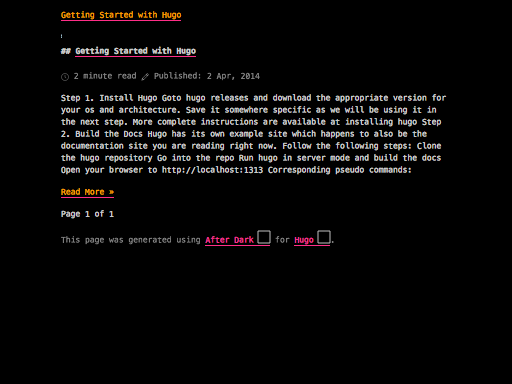 Getting Started with Hugo
## Getting Started with Hugo
2 minute read Published: 2 Apr, 2014
Step 1. Install Hugo Goto hugo releases and download the appropriate version for
your os and architecture. Save it somewhere specific as we will be using it in
the next step. More complete instructions are available at installing hugo Step
2. Build the Docs Hugo has its own example site which happens to also be the
documentation site you are reading right now. Follow the following steps: Clone
the hugo repository Go into the repo Run hugo in server mode and build the docs
Open your browser to http://localhost:1313 Corresponding pseudo commands:
Read More »
Page 1 of 1
This page was generated using After Dark for Hugo.